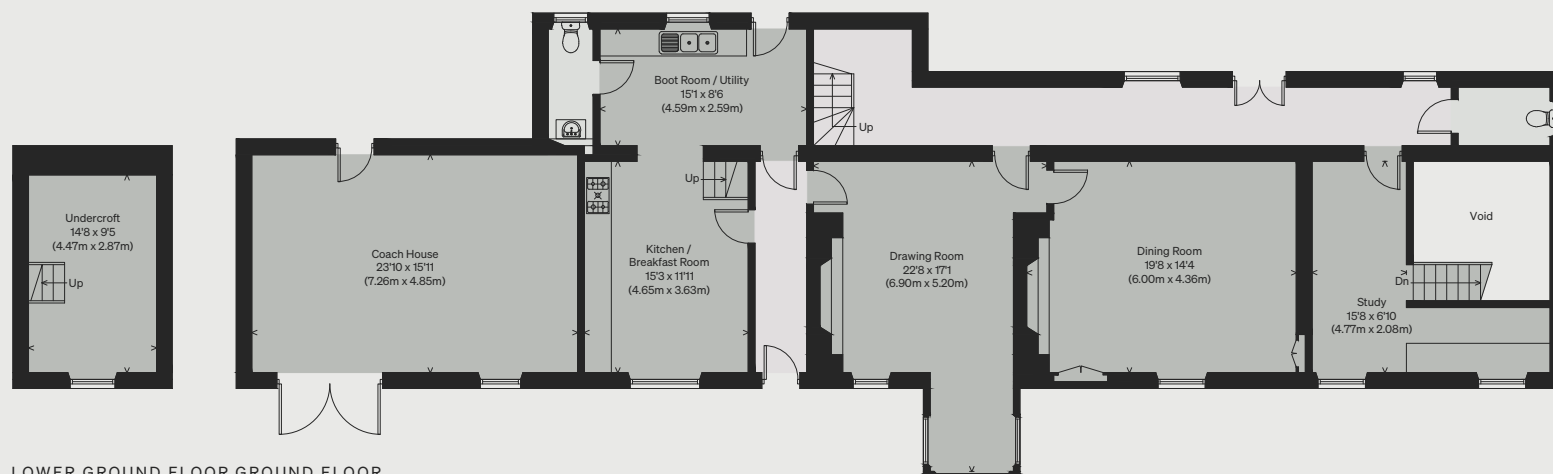 Undercroft
14'8 x 9'5
(4.47m x 2.87m)
Up
Coach House
23'10 x 15'11
(7.26m x 4.85m)
Boot Room / Utility
15'1 x 8'6
(4.59m x 2.59m)
Up
Up
Kitchen /
Breakfast Room
15'3 x 11'11
(4.65m x 3.63m)
Drawing Room
22'8 x 17'1
(6.90m x 5.20m)
Dining Room
19'8 x 14'4
(6.00m x 4.36m)
Void
Dn
Study
15'8 x 6'10
(4.77m x 2.08m)
LOWER GROUND FLOOR GROUND FLOOR